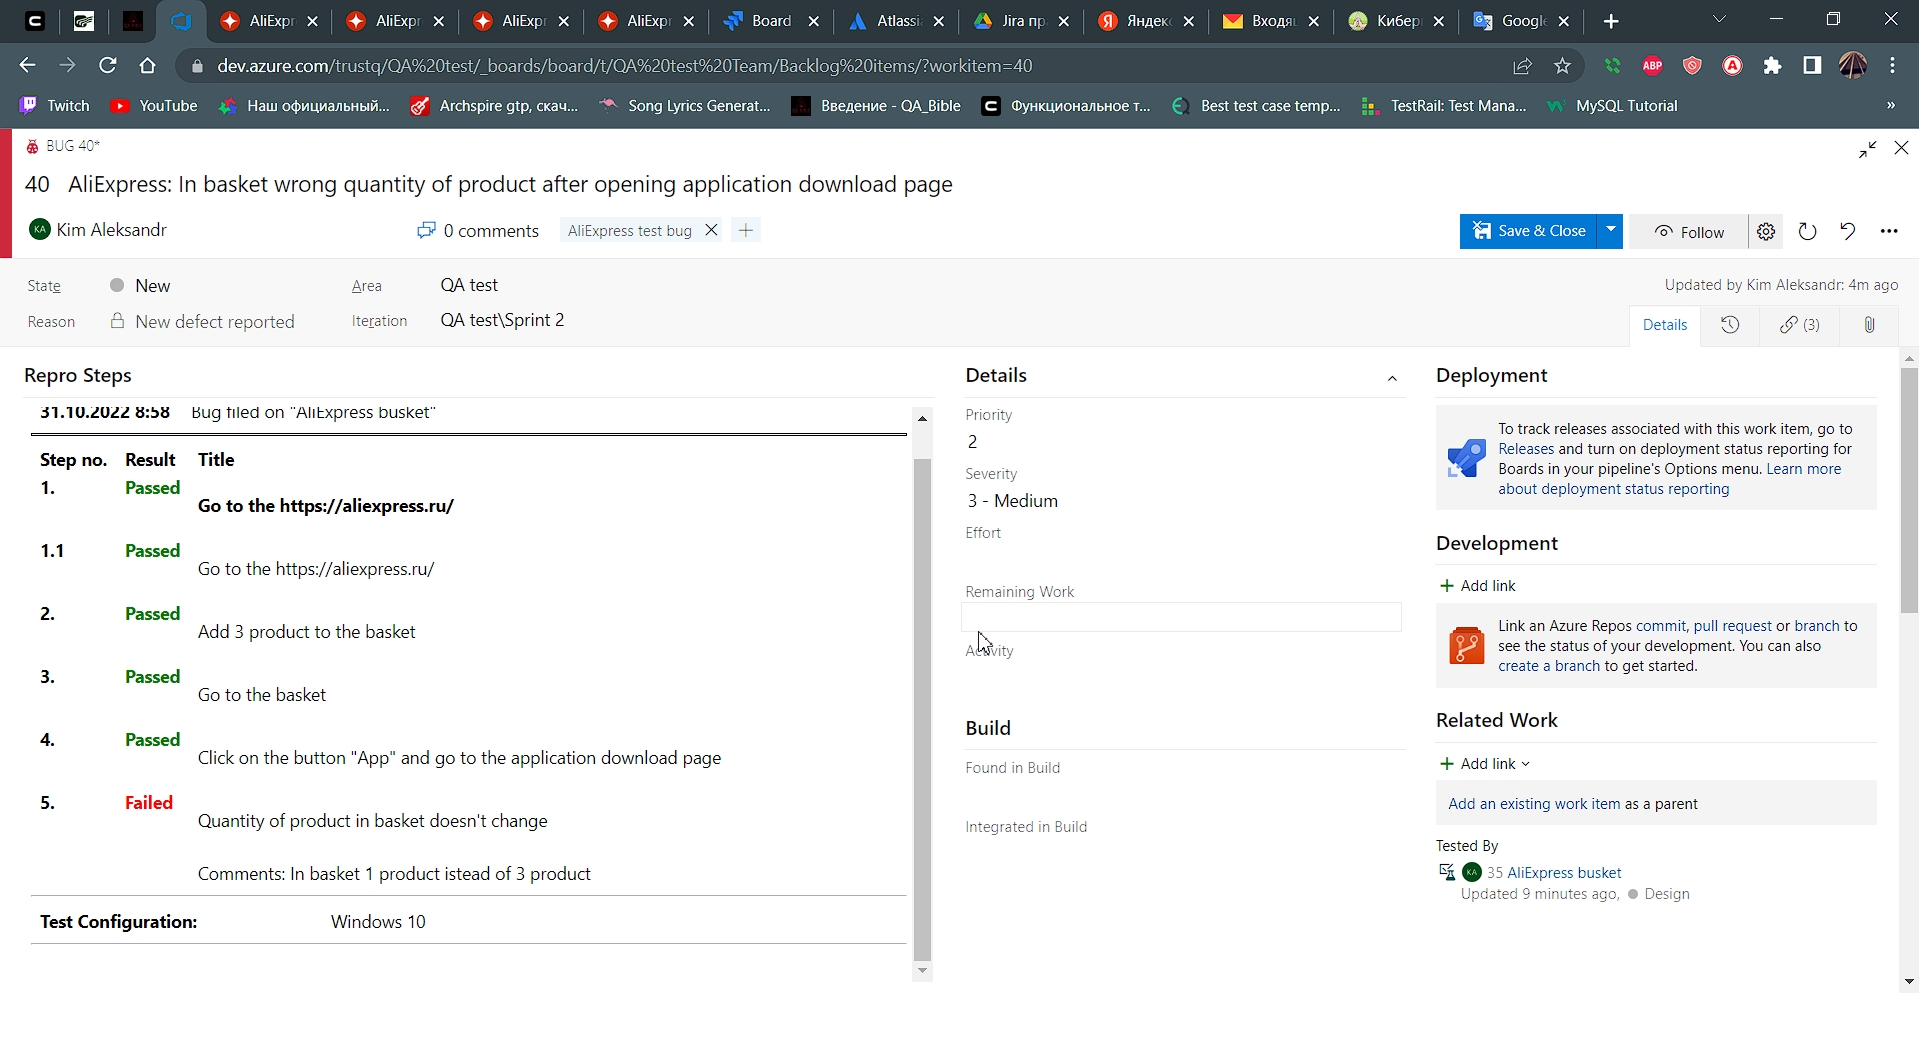 AliExpr
AliExpr
AliExpr
AliExpr
Board
Atlassia
Jira пр
Яндекс
Входящ
Кибер
Google
dev.azure.com/trustq/QA%20test/_boards/board/t/QA%20test%20Team/Backlog%20items/?workitem=40
ABP
Twitch
YouTube
Наш официальный...
Archspire gtp, скач...
Song Lyrics Generat...
Введение - QA_Bible
Функциональное т...
Best test case temp...
TestRail: Test Mana...
MySQL Tutorial
»
BUG 40*
40 AliExpress: In basket wrong quantity of product after opening application download page
KA Kim Aleksandr
0 comments
AliExpress test bug
Save & Close
Follow
State New
Area QA test
Updated by Kim Aleksandr: 4m ago
Reason New defect reported
Iteration QA test\Sprint 2
Details
(3)
Repro Steps
31.10.2022 8:58 Bug filed on "AliExpress busket"
Step no. Result Title
1. Passed
Go to the https://aliexpress.ru/
1.1 Passed
Go to the https://aliexpress.ru/
2. Passed
Add 3 product to the basket
3. Passed
Go to the basket
4. Passed
Click on the button "App" and go to the application download page
5. Failed
Quantity of product in basket doesn't change
Comments: In basket 1 product istead of 3 product
Test Configuration: Windows 10
Details
Priority
2
Severity
3 - Medium
Effort
Remaining Work
Activity
Build
Found in Build
Integrated in Build
Deployment
To track releases associated with this work item, go to
Releases and turn on deployment status reporting for
Boards in your pipeline's Options menu. Learn more
about deployment status reporting
Development
+ Add link
Link an Azure Repos commit, pull request or branch to
see the status of your development. You can also
create a branch to get started.
Related Work
+ Add link
Add an existing work item as a parent
Tested By
KA 35 AliExpress busket
Updated 9 minutes ago, Design